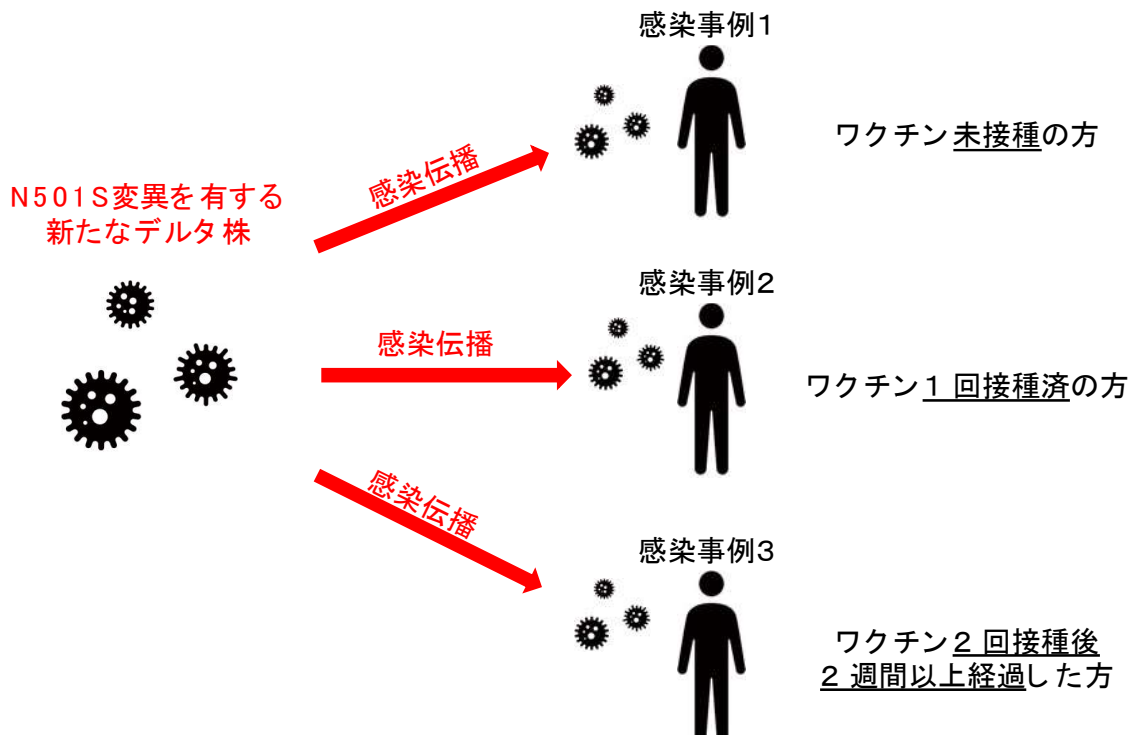 感染事例1
ワクチン未接種の方
感染伝播
N501S変異を有する
新たなデルタ株
感染事例2
感染伝播
ワクチン1回接種済の方
感染伝播
感染事例3
ワクチン2回接種後
2週間以上経過した方